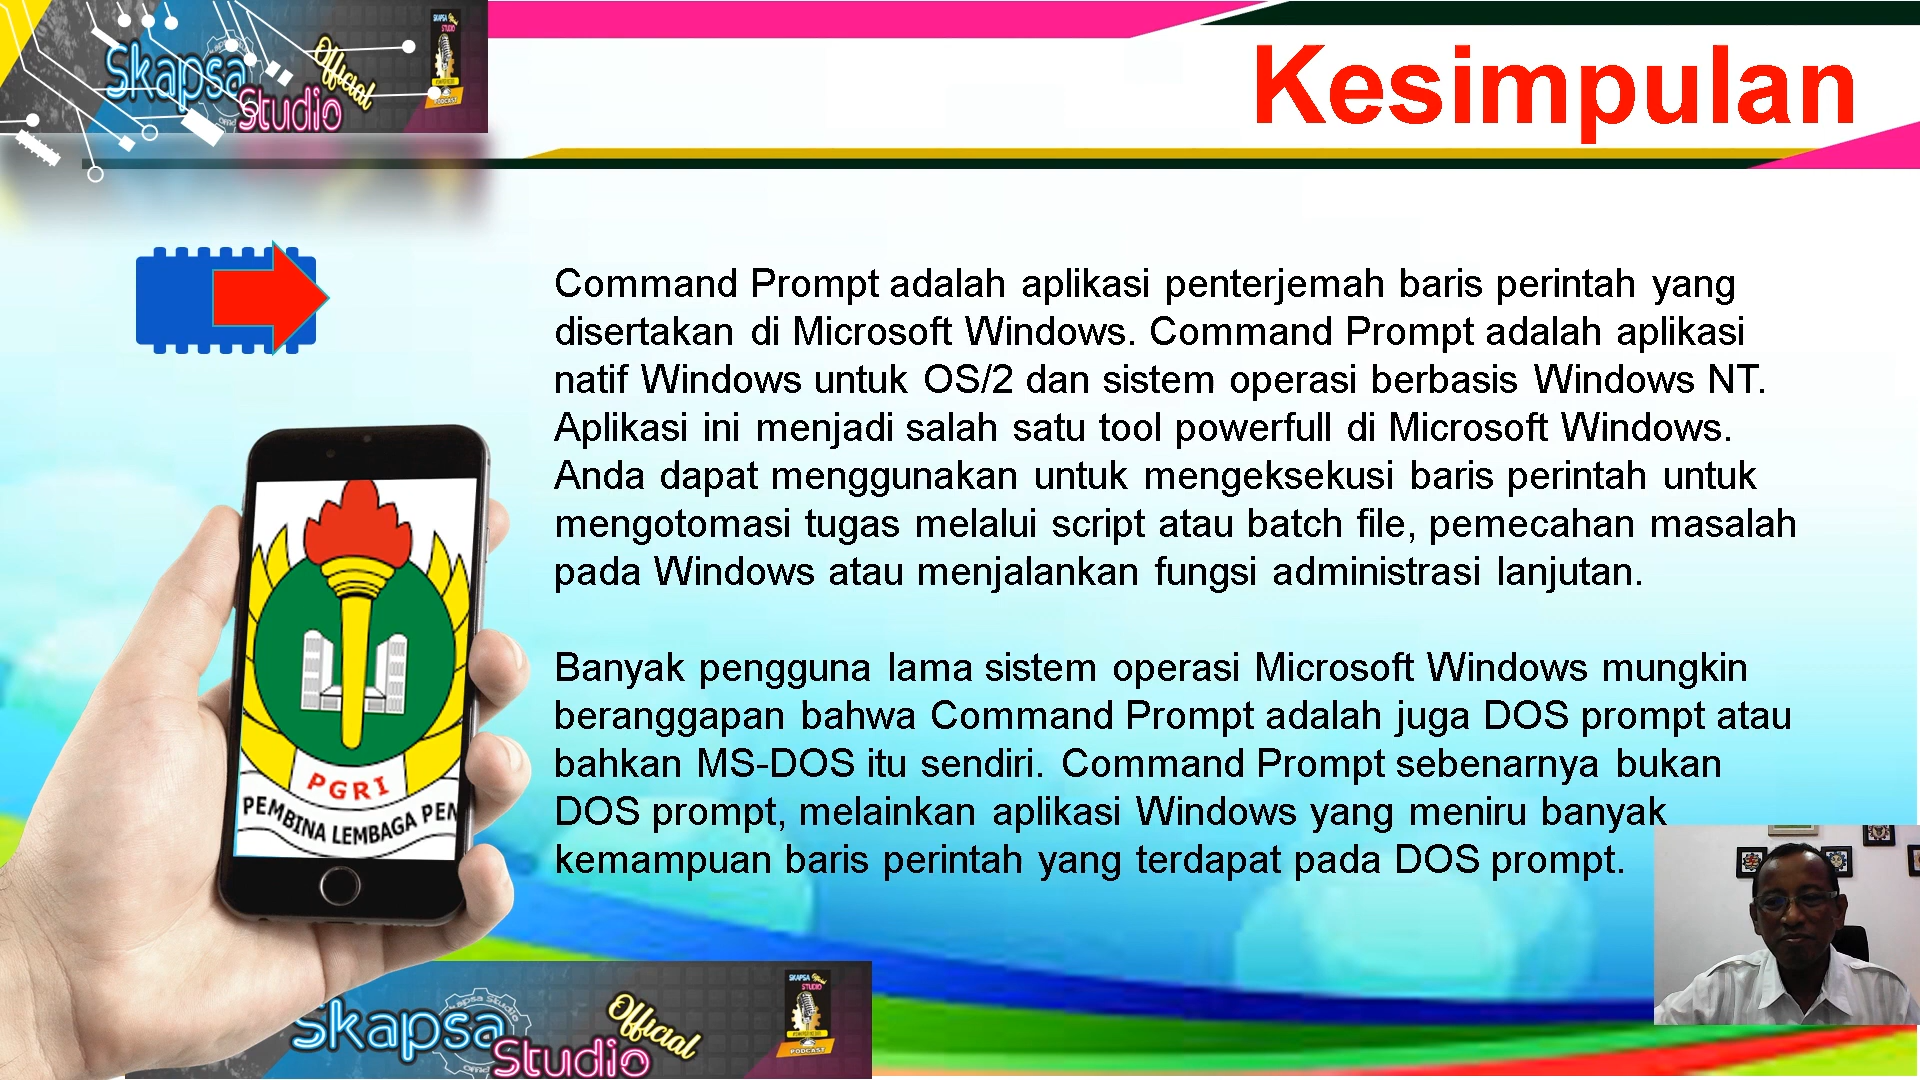 Skapsa
Studio
Official
SKAPSA
STUDIO
PODCAST
Kesimpulan
Command Prompt adalah aplikasi penterjemah baris perintah yang
disertakan di Microsoft Windows. Command Prompt adalah aplikasi
natif Windows untuk OS/2 dan sistem operasi berbasis Windows NT.
Aplikasi ini menjadi salah satu tool powerfull di Microsoft Windows.
Anda dapat menggunakan untuk mengeksekusi baris perintah untuk
mengotomasi tugas melalui script atau batch file, pemecahan masalah
pada Windows atau menjalankan fungsi administrasi lanjutan.
Banyak pengguna lama sistem operasi Microsoft Windows mungkin
beranggapan bahwa Command Prompt adalah juga DOS prompt atau
bahkan MS-DOS itu sendiri. Command Prompt sebenarnya bukan
DOS prompt, melainkan aplikasi Windows yang meniru banyak
kemampuan baris perintah yang terdapat pada DOS prompt.
PGRI
PEMBINA LEMBAGA PEN
Skapsa
Studio
Official
SKAPSA
STUDIO
PODCAST